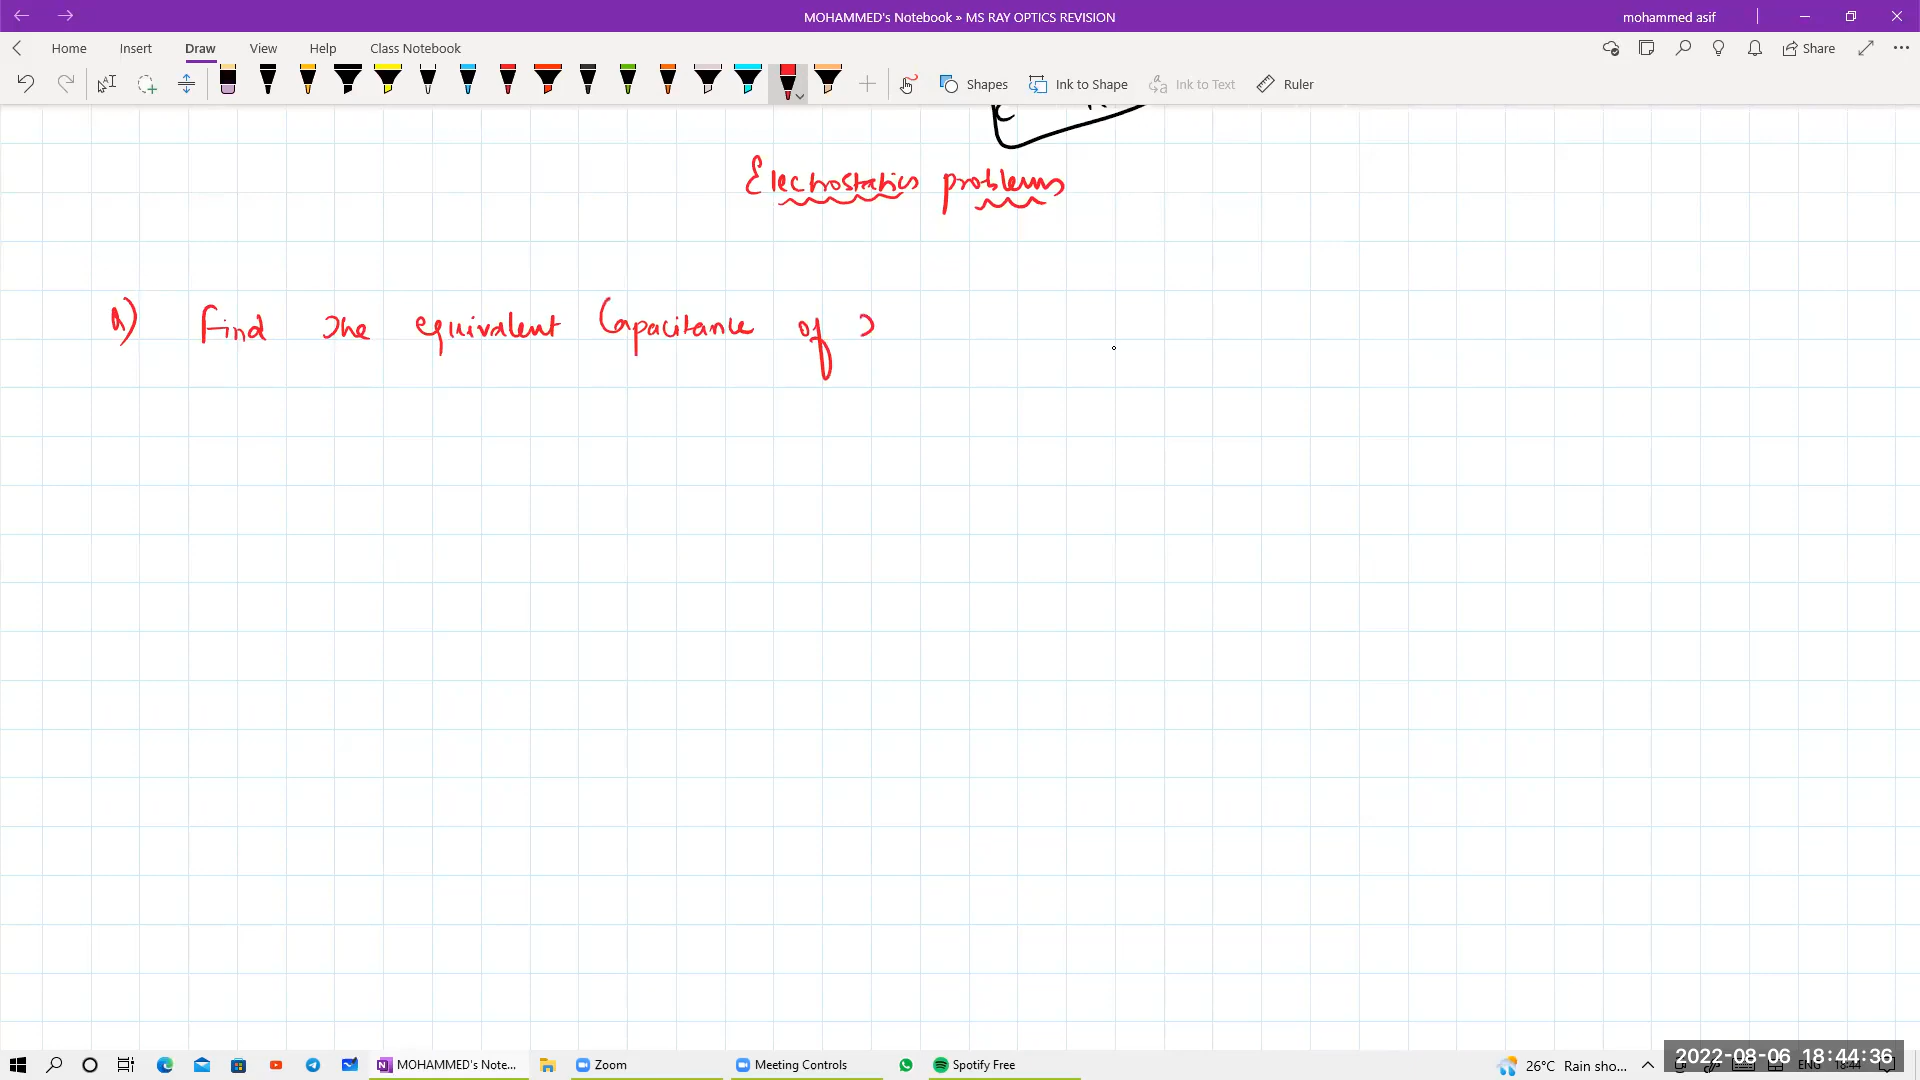 MOHAMMED's Notebook » MS RAY OPTICS REVISION
mohammed asif
Home Insert Draw View Help Class Notebook
Share
Shapes Ink to Shape Ink to Text Ruler
Electrostatics problems
a) Find the equivalent Capacitance of
MOHAMMED's Note...
Zoom
Meeting Controls
Spotify Free
26°C Rain sho...
2022-08-06 18:44:36